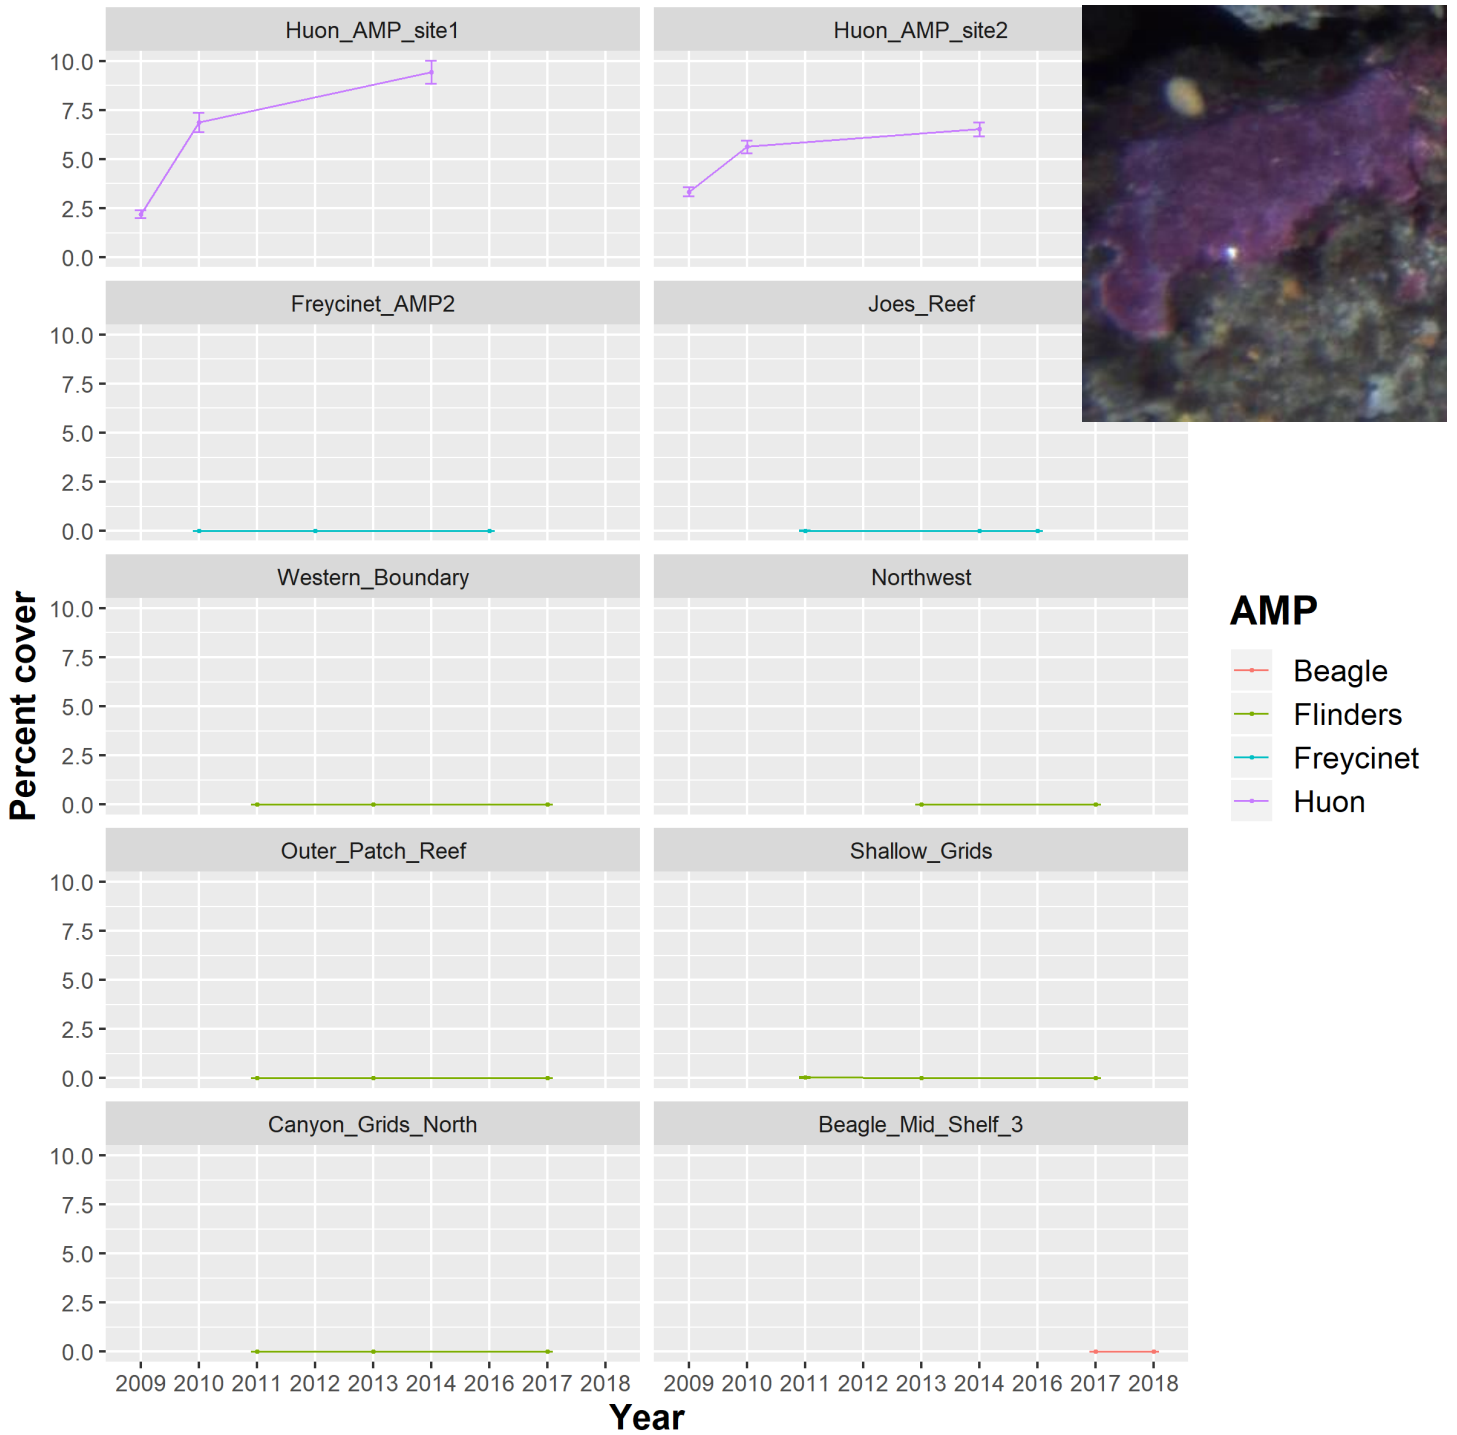 Huon_AMP_site1
Huon_AMP_site2
10.0
7.5
5.0
2.5
0.0
Freycinet_AMP2
Joes_Reef
10.0
7.5
5.0
2.5
0.0
Western_Boundary
Northwest
10.0
7.5
5.0
2.5
0.0
Outer_Patch_Reef
Shallow_Grids
10.0
7.5
5.0
2.5
0.0
Canyon_Grids_North
Beagle_Mid_Shelf_3
10.0
7.5
5.0
2.5
0.0
2009 2010 2011 2012 2013 2014 2016 2017 2018
2009 2010 2011 2012 2013 2014 2016 2017 2018
Year
Percent cover
AMP
Beagle
Flinders
Freycinet
Huon